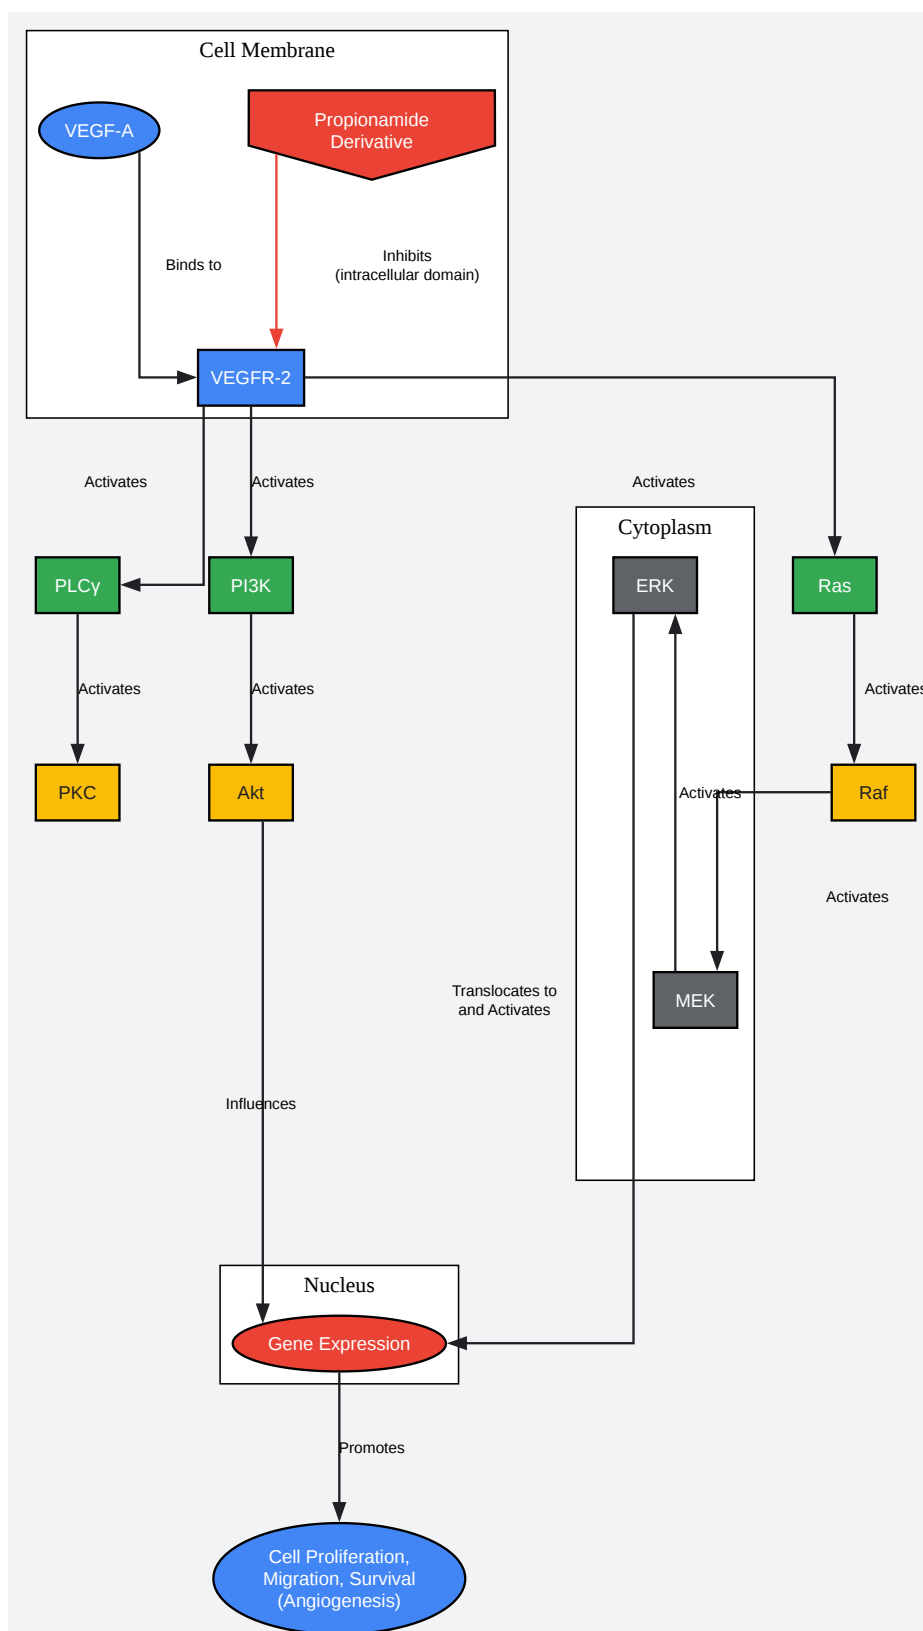 Cell Membrane
VEGF-A
Propionamide
Derivative
Binds to
Inhibits
(intracellular domain)
VEGFR-2
Activates
Activates
Activates
Cytoplasm
PLCγ
PI3K
ERK
Ras
Activates
Activates
Activates
PKC
Akt
Activates
Raf
Activates
Translocates to
and Activates
MEK
Influences
Nucleus
Gene Expression
Promotes
Cell Proliferation,
Migration, Survival
(Angiogenesis)